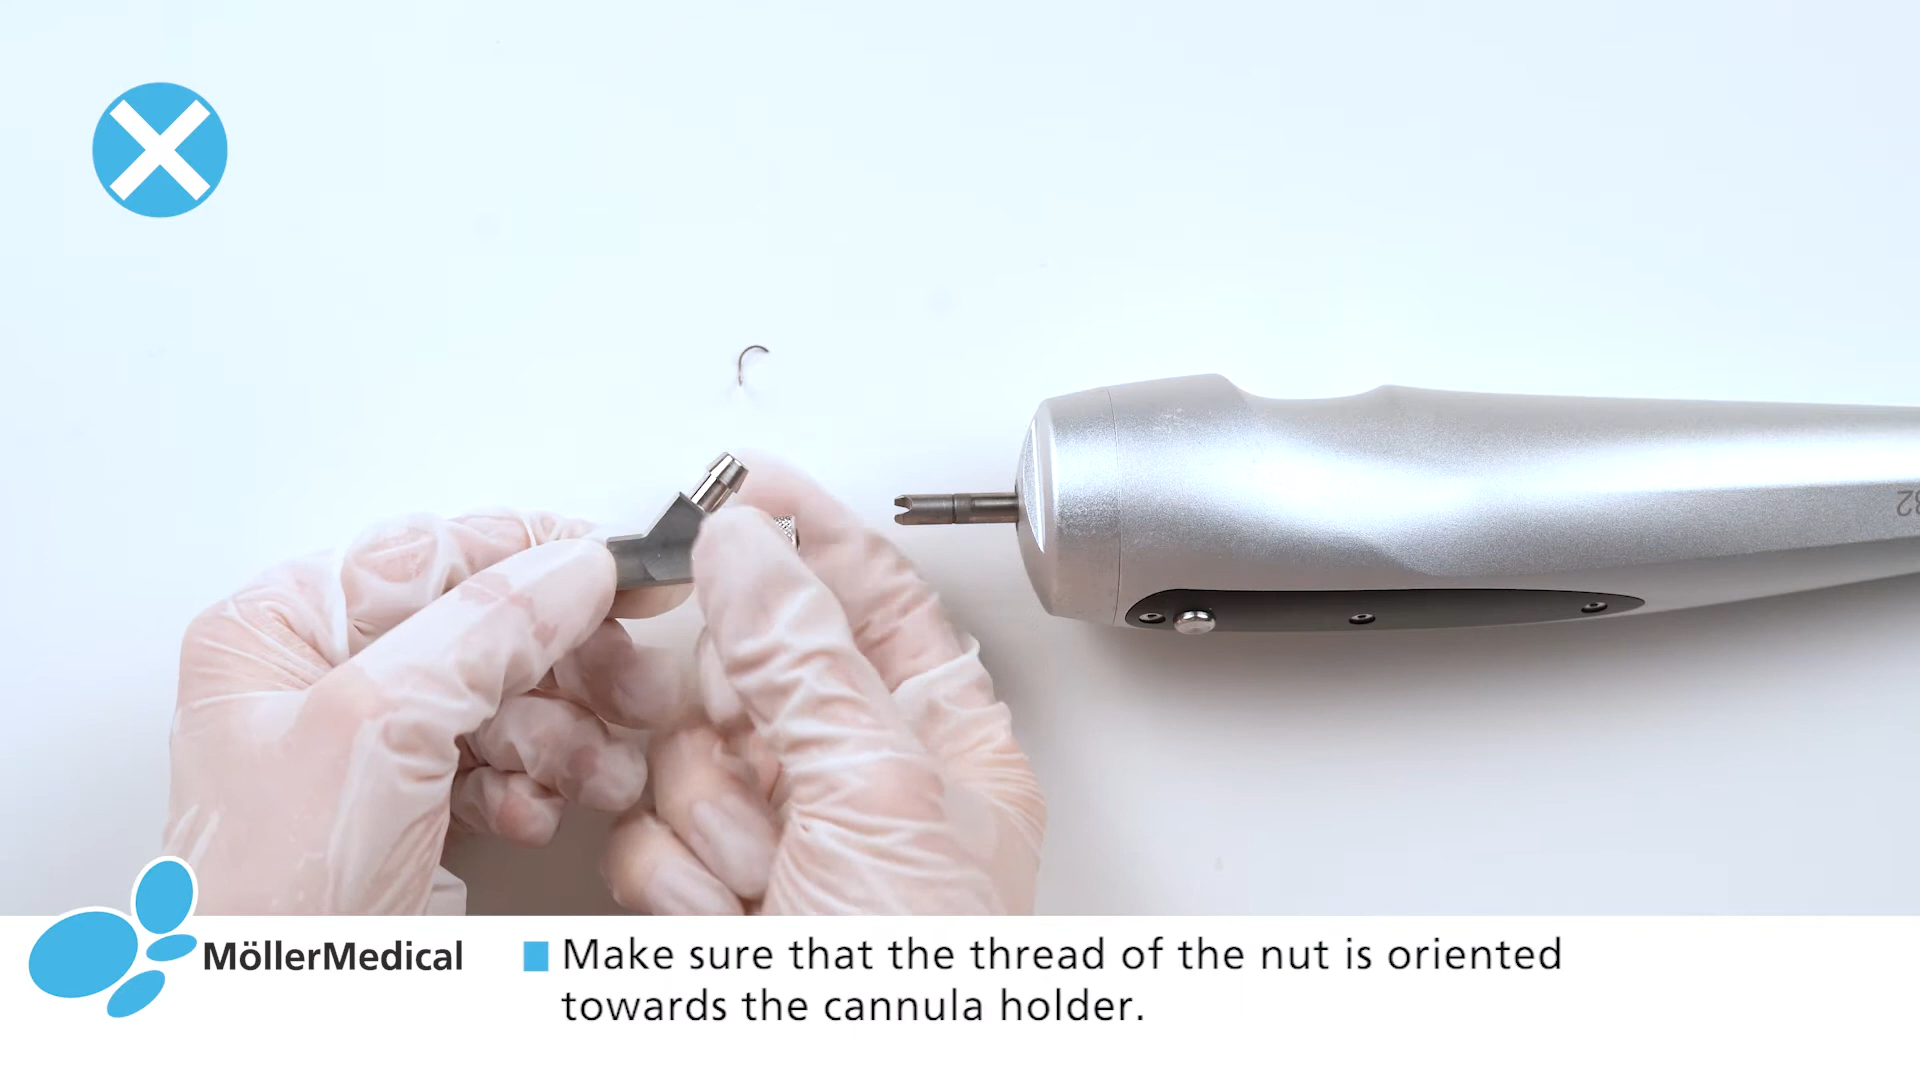 MöllerMedical
Make sure that the thread of the nut is oriented
towards the cannula holder.